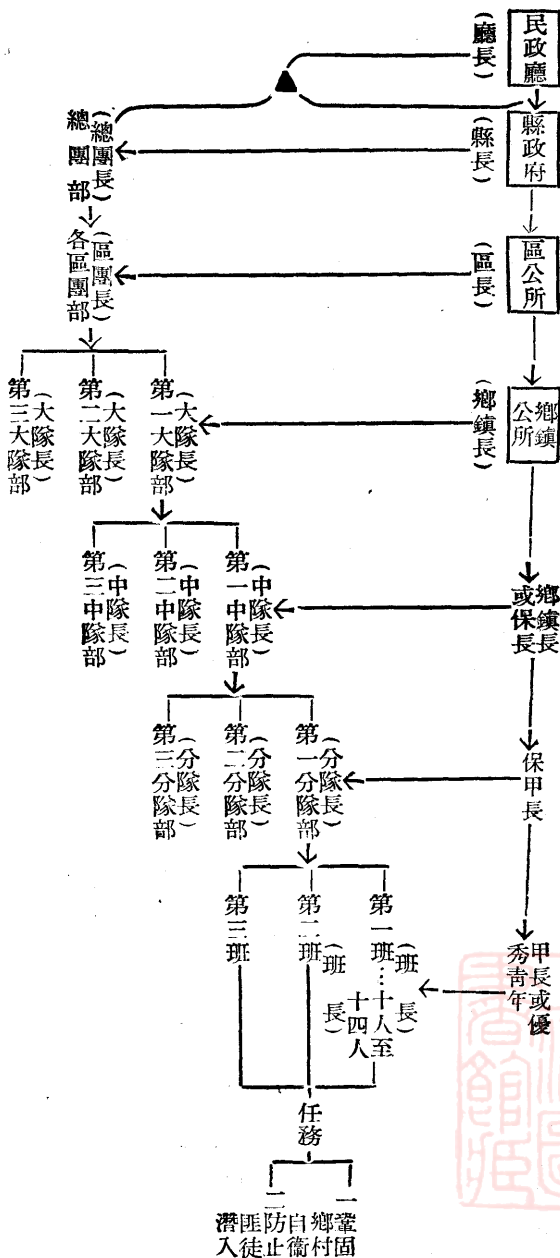 民政廳
(廳長)
縣政府
(縣長)
(總團長)
總團部
區公所
(區長)
(區團長)
各區團部
鄉鎮
公所
(鄉鎮長)
(大隊長)
第一大隊部
(大隊長)
第二大隊部
(大隊長)
第三大隊部
鄉鎮長
或保長
(中隊長)
第一中隊部
(中隊長)
第二中隊部
(中隊長)
第三中隊部
保甲長
(分隊長)
第一分隊部
(分隊長)
第二分隊部
(分隊長)
第三分隊部
甲長或優
秀青年
(班長)
第一班…十人至
十四人
(班長)
第二班
第三班
任務
一鞏固
鄉村
自衞
二防止
匪徒
潛入